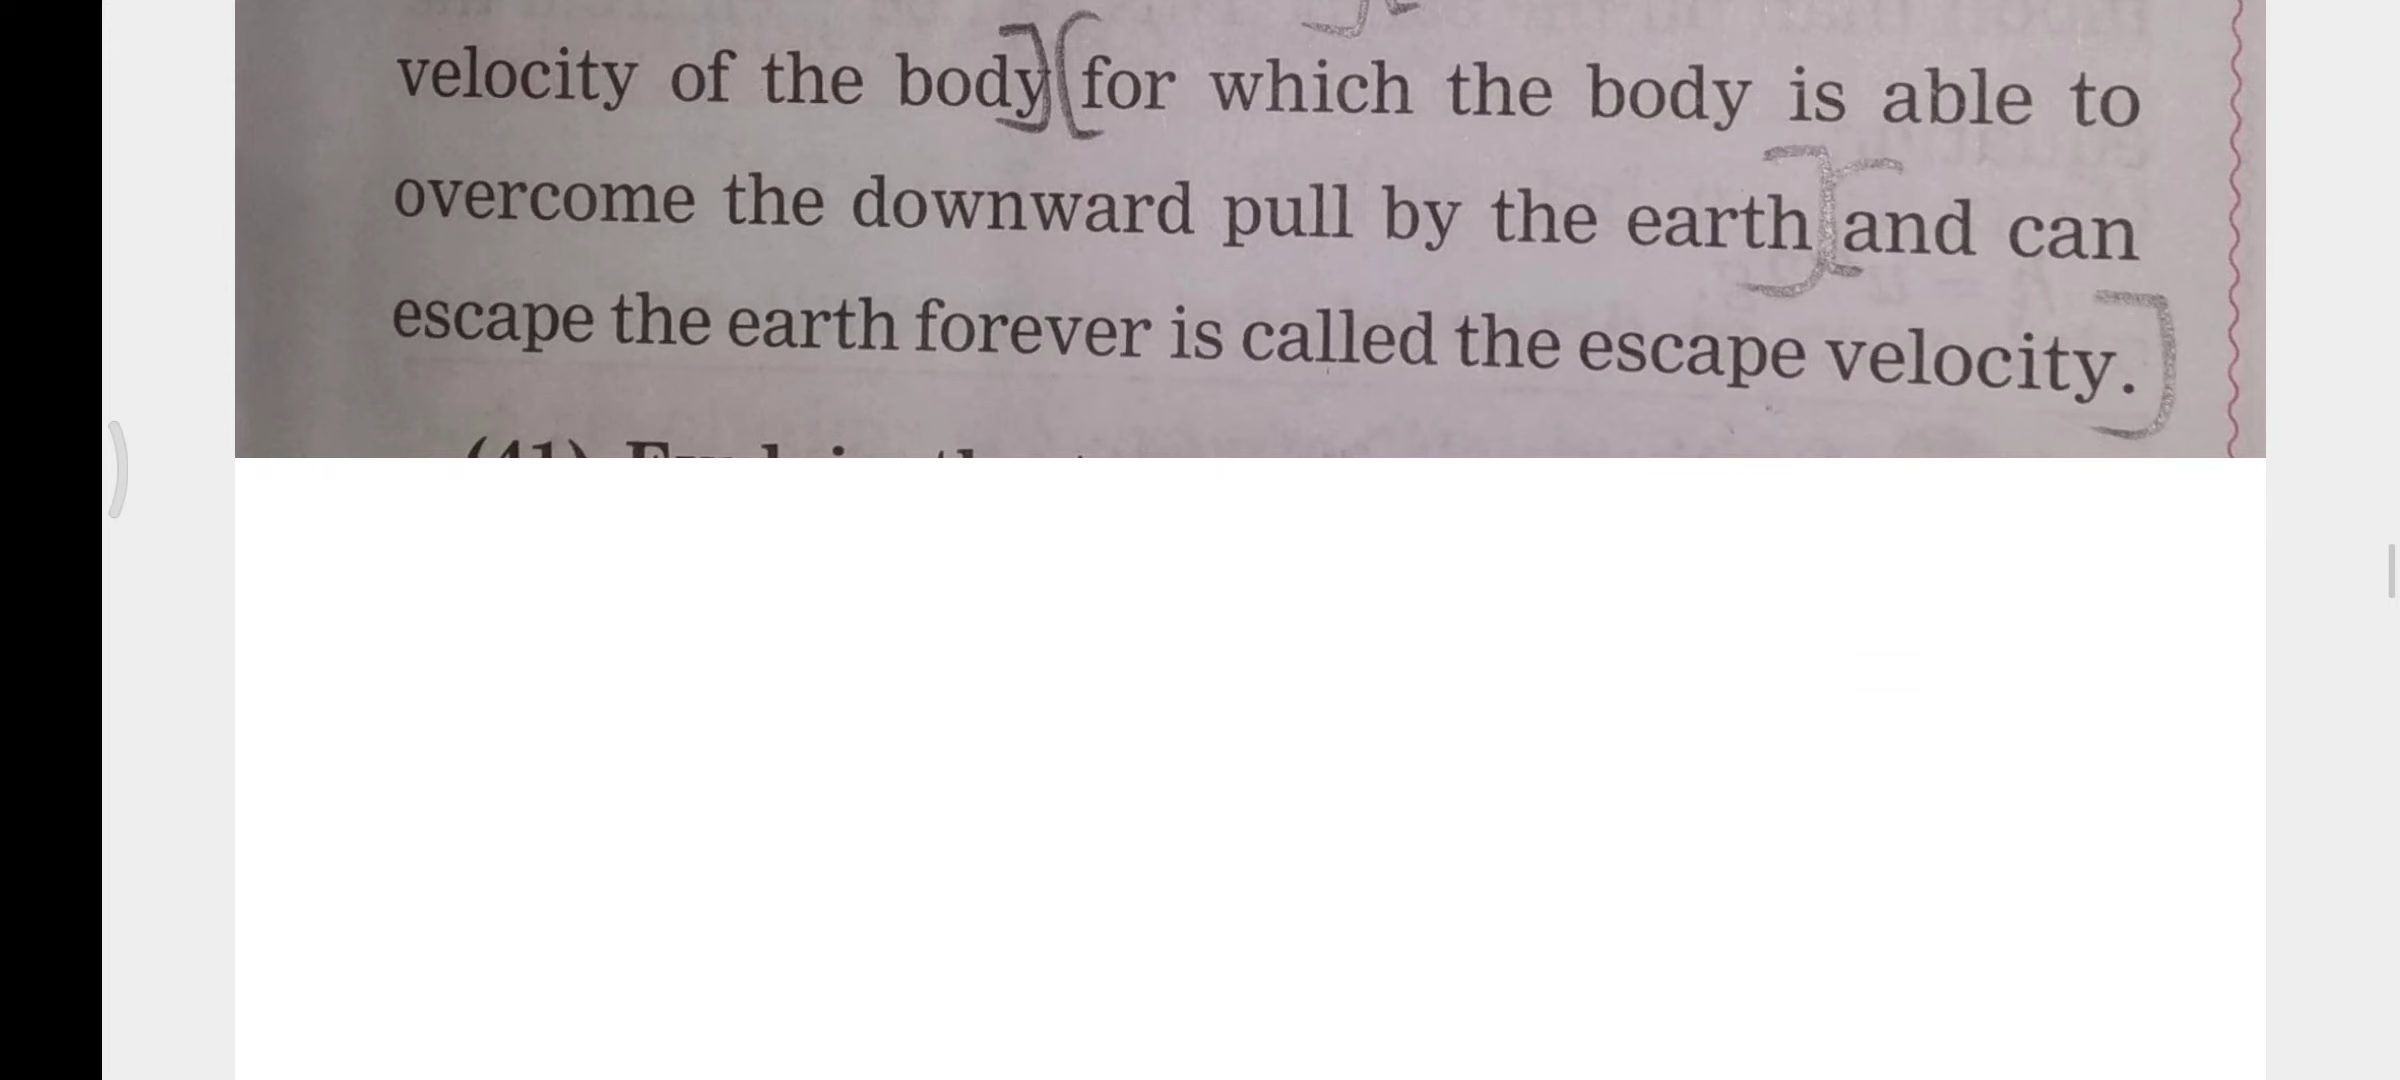 velocity of the body for which the body is able to
overcome the downward pull by the earth and can
escape the earth forever is called the escape velocity.